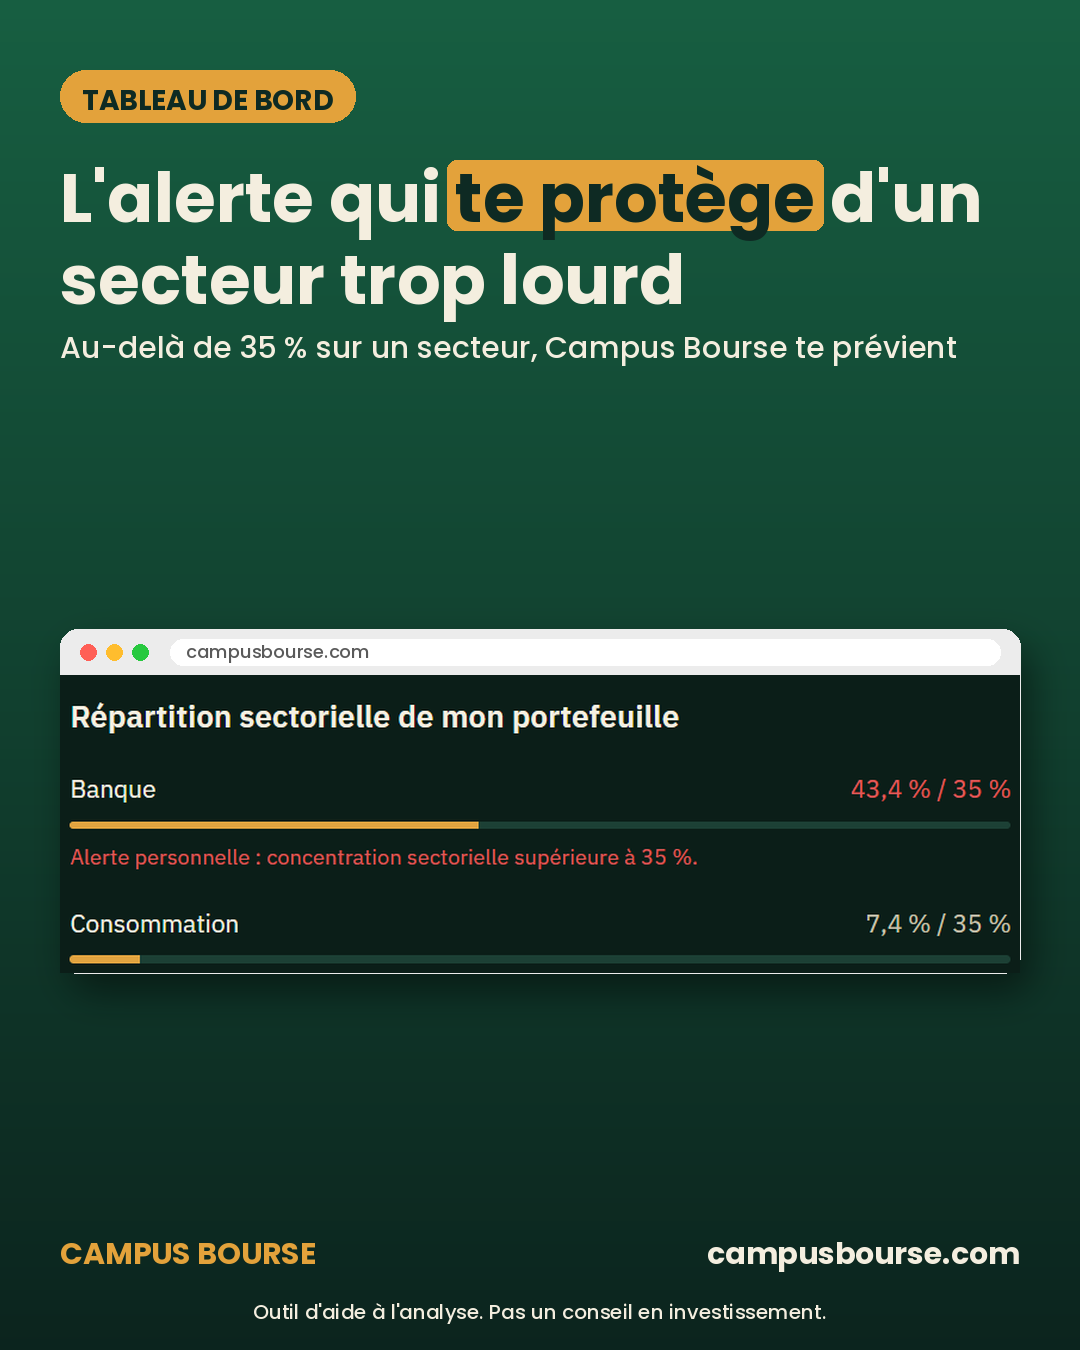 TABLEAU DE BORD
L'alerte qui te protège d'un
secteur trop lourd
Au-delà de 35 % sur un secteur, Campus Bourse te prévient
campusbourse.com
Répartition sectorielle de mon portefeuille
Banque 43,4 % / 35 %
Alerte personnelle : concentration sectorielle supérieure à 35 %.
Consommation 7,4 % / 35 %
CAMPUS BOURSE campusbourse.com
Outil d'aide à l'analyse. Pas un conseil en investissement.